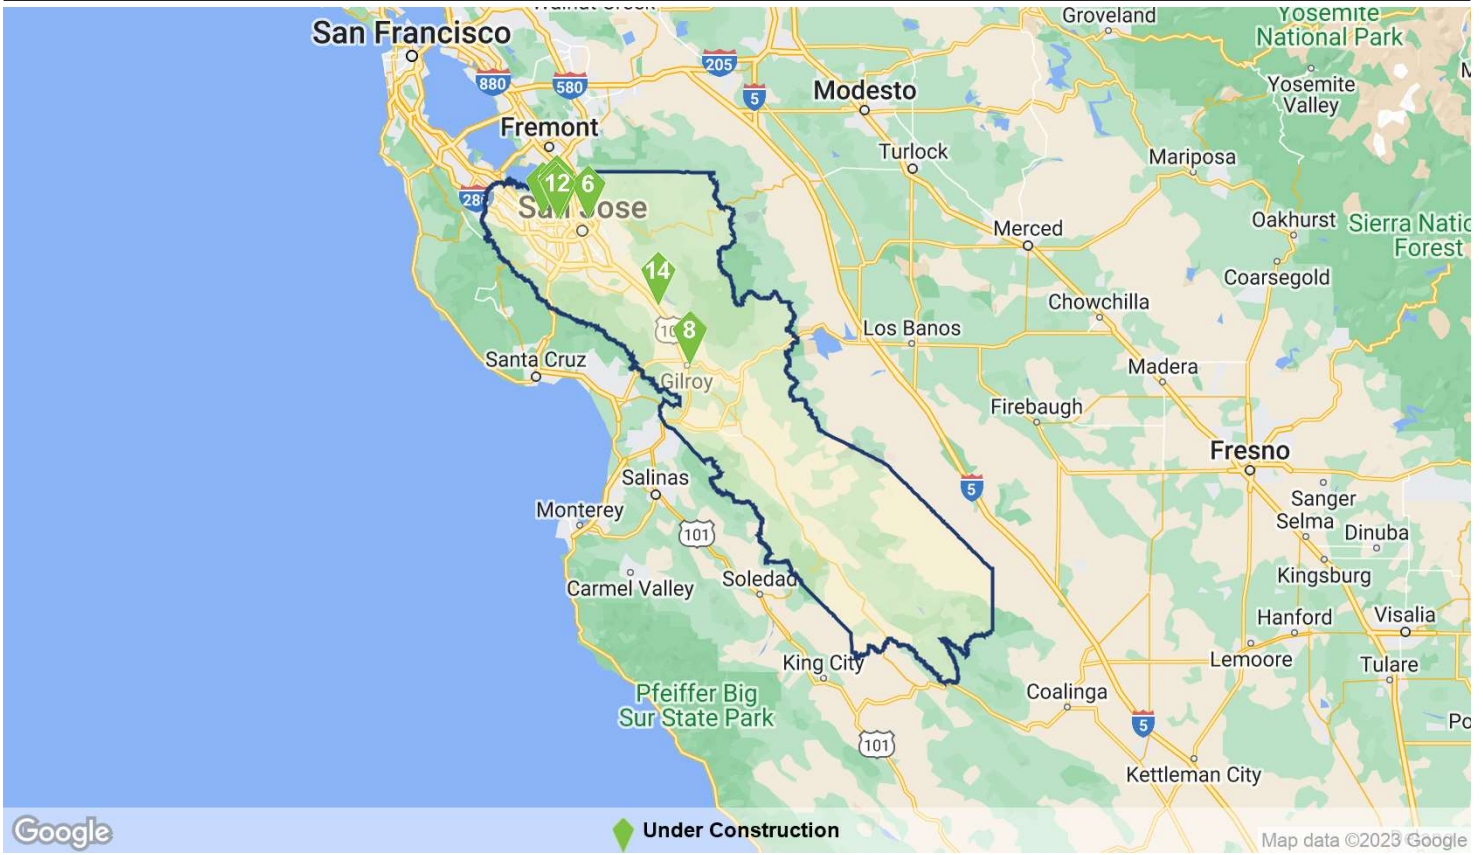 Groveland
Yosemite
National Park
San Francisco
205
880
580
5
Modesto
Yosemite
Valley
Fremont
Turlock
Mariposa
12
6
280
San Jose
Oakhurst
Sierra Natio
Forest
Merced
14
Coarsegold
Chowchilla
8
Los Banos
Santa Cruz
Gilroy
Madera
Firebaugh
Fresno
Salinas
5
Sanger
Monterey
Selma
101
Dinuba
Soledad
Kingsburg
Carmel Valley
Hanford
Visalia
King City
Lemoore
Tulare
Pfeiffer Big
Sur State Park
Coalinga
5
Po
101
Kettleman City
Google
Under Construction
Map data ©2023 Google